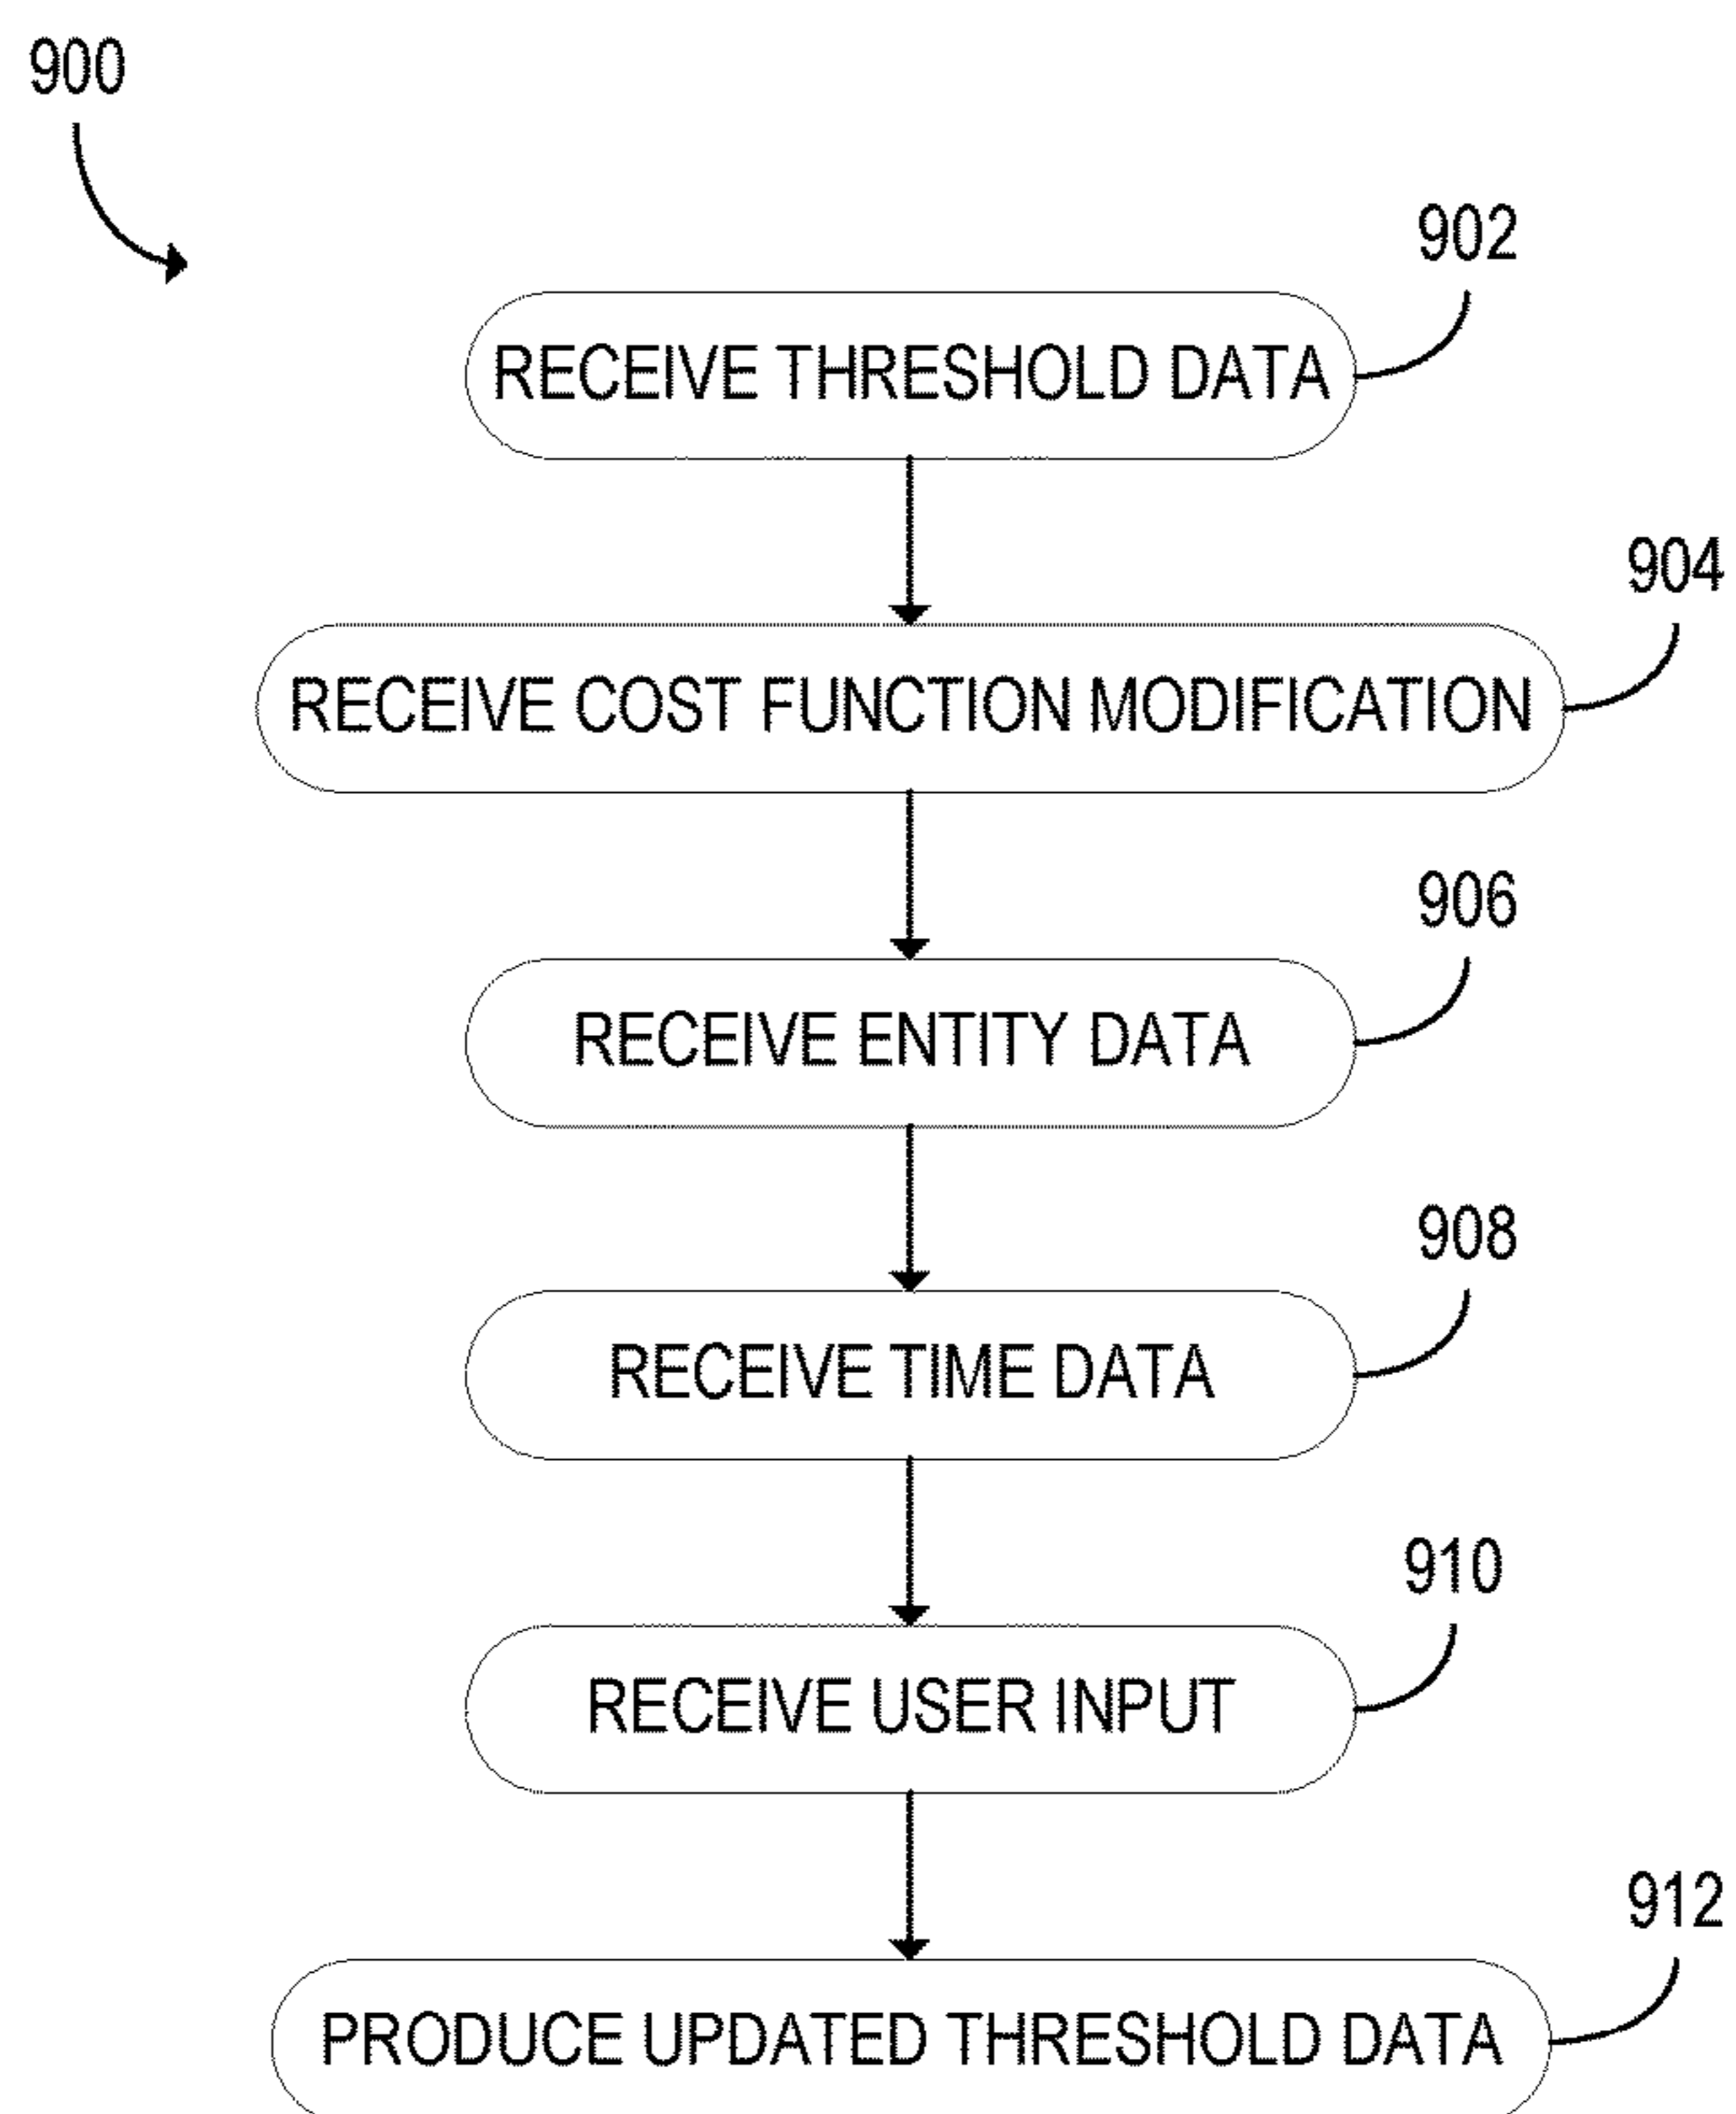 900
902
RECEIVE THRESHOLD DATA
904
RECEIVE COST FUNCTION MODIFICATION
906
RECEIVE ENTITY DATA
908
RECEIVE TIME DATA
910
RECEIVE USER INPUT
912
PRODUCE UPDATED THRESHOLD DATA